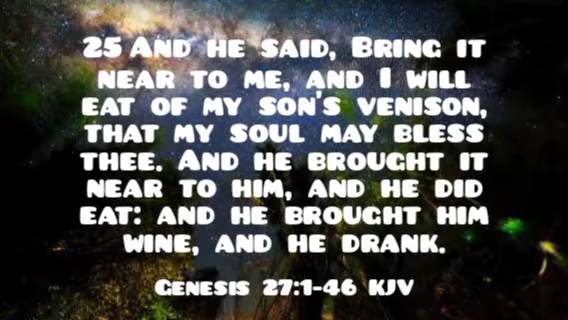 25 And he said, Bring it
near to me, and I will
eat of my son's venison,
that my soul may bless
thee. And he brought it
near to him, and he did
eat: and he brought him
wine, and he drank.
Genesis 27:1-46 KJV